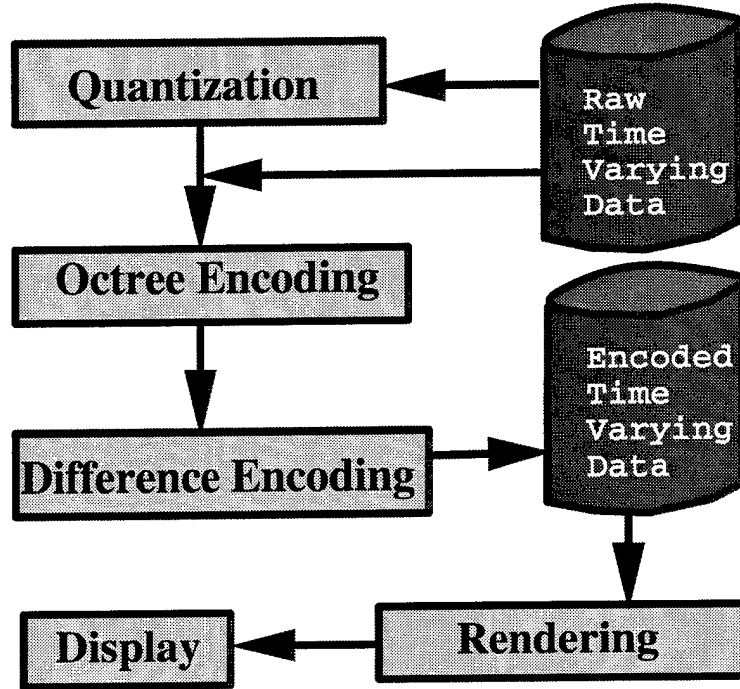 Quantization
Raw
Time
Varying
Data
Octree Encoding
Encoded
Time
Varying
Data
Difference Encoding
Display
Rendering